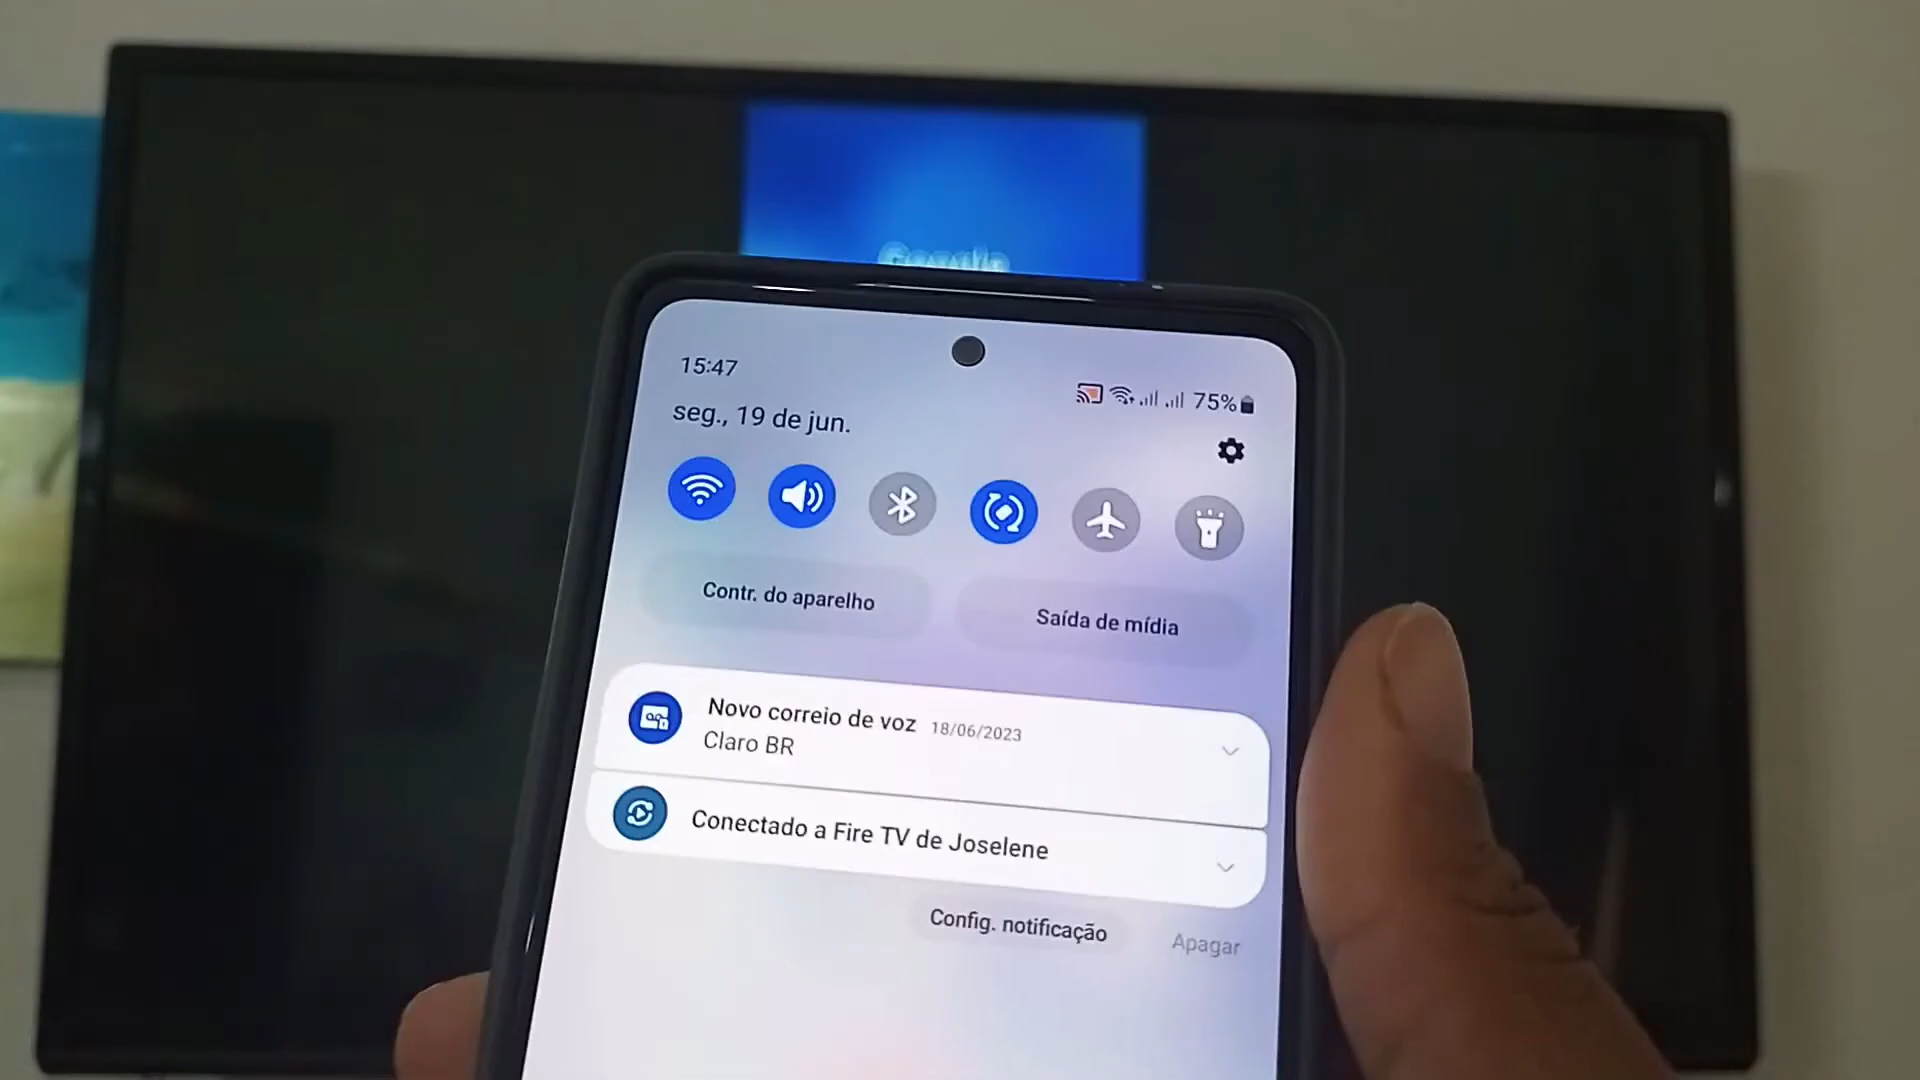 15:47
75%
seg., 19 de jun.
Contr. do aparelho
Saída de mídia
Novo correio de voz 18/06/2023
Claro BR
Conectado a Fire TV de Joselene
Config. notificação
Apagar